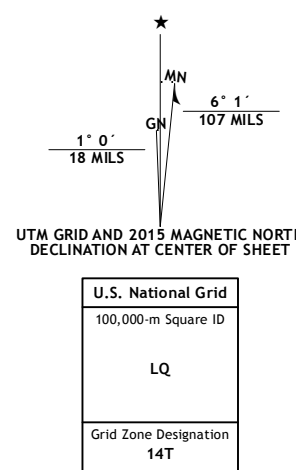 ★
MN
GN
6° 1´
107 MILS
1° 0´
18 MILS
UTM GRID AND 2015 MAGNETIC NORTH
DECLINATION AT CENTER OF SHEET
U.S. National Grid
100,000-m Square ID
LQ
Grid Zone Designation
14T